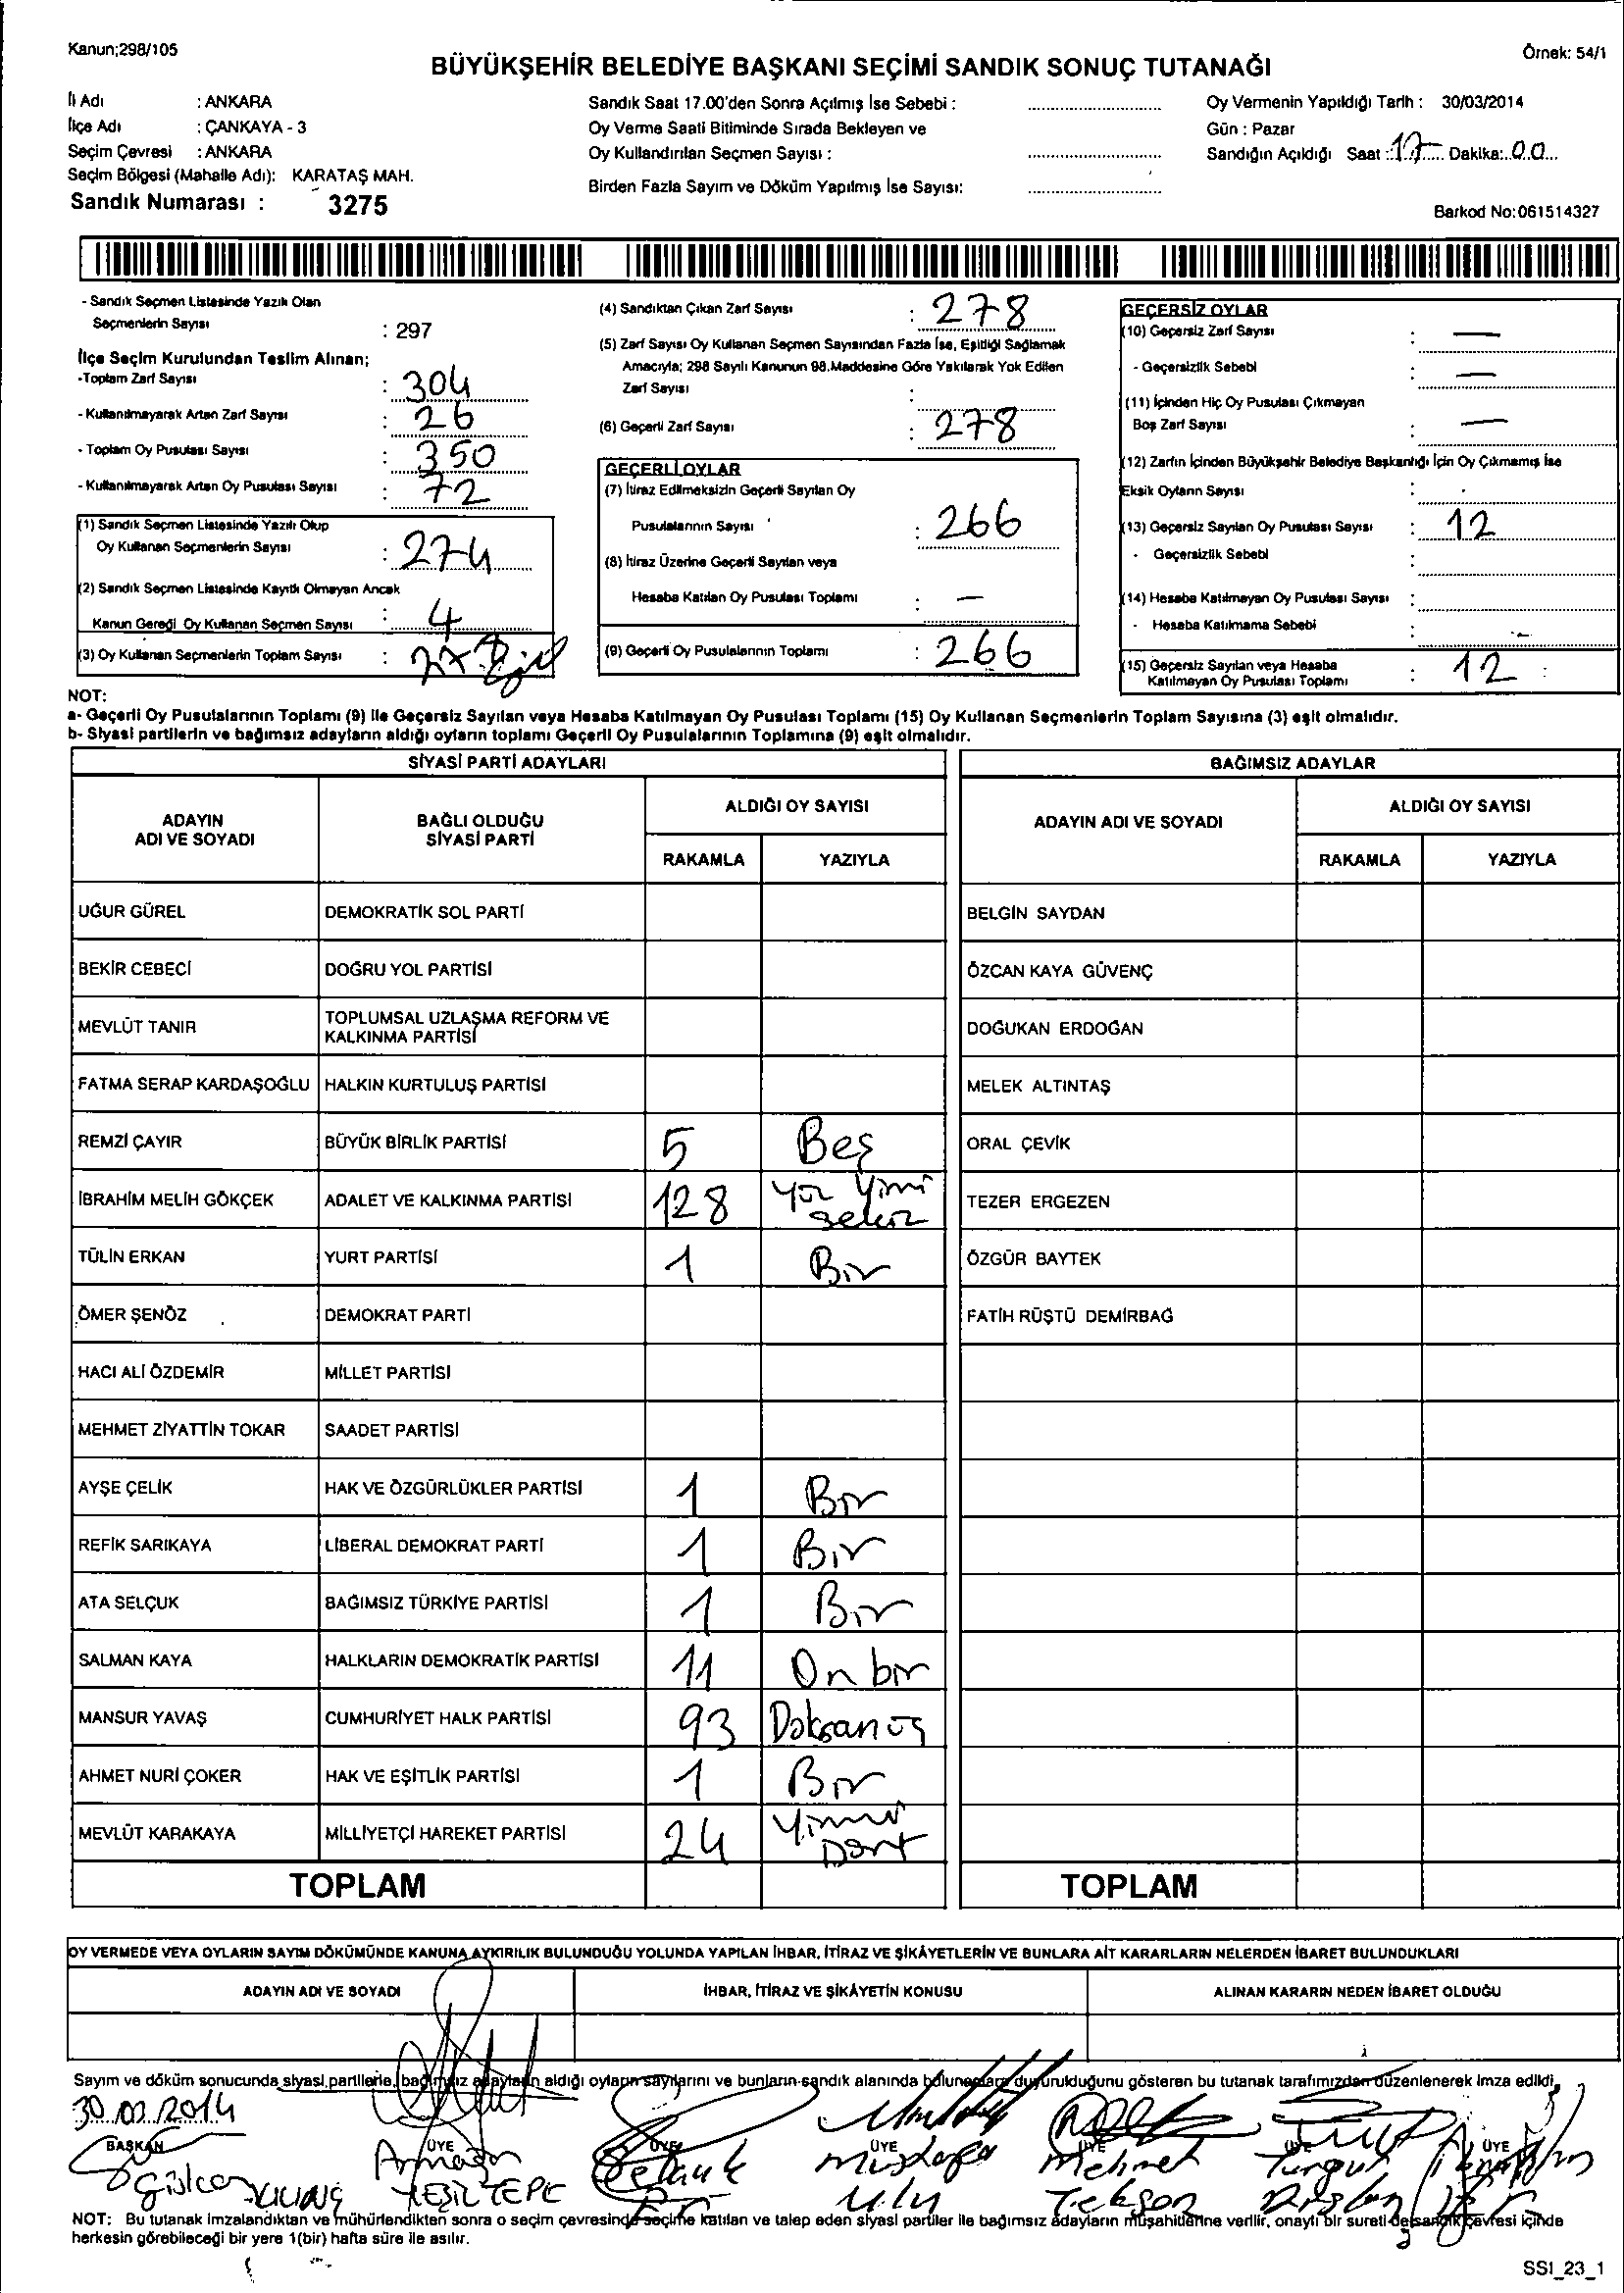 Kanun;298/105
Örnek: 54/1
BÜYÜKŞEHİR BELEDİYE BAŞKANI SEÇİMİ SANDIK SONUÇ TUTANAĞI
İl Adı : ANKARA
İlçe Adı : ÇANKAYA - 3
Seçim Çevresi : ANKARA
Seçim Bölgesi (Mahalle Adı): KARATAŞ MAH.
Sandık Numarası : 3275
Sandık Saat 17.00'den Sonra Açılmış İse Sebebi :
Oy Verme Saati Bitiminde Sırada Bekleyen ve
Oy Kullandırılan Seçmen Sayısı :
Birden Fazla Sayım ve Döküm Yapılmış İse Sayısı:
Oy Vermenin Yapıldığı Tarih : 30/03/2014
Gün : Pazar
Sandığın Açıldığı Saat : 17 Dakika: 00
Barkod No:061514327
- Sandık Seçmen Listesinde Yazılı Olan
Seçmenlerin Sayısı : 297
İlçe Seçim Kurulundan Teslim Alınan;
-Toplam Zarf Sayısı : 304
- Kullanılmayarak Artan Zarf Sayısı : 26
- Toplam Oy Pusulası Sayısı : 350
- Kullanılmayarak Artan Oy Pusulası Sayısı : 72
(1) Sandık Seçmen Listesinde Yazılı Olup
Oy Kullanan Seçmenlerin Sayısı : 274
(2) Sandık Seçmen Listesinde Kayıtlı Olmayan Ancak
Kanun Gereği Oy Kullanan Seçmen Sayısı : 4
(3) Oy Kullanan Seçmenlerin Toplam Sayısı :
(4) Sandıktan Çıkan Zarf Sayısı : 278
(5) Zarf Sayısı Oy Kullanan Seçmen Sayısından Fazla İse, Eşitliği Sağlamak
Amacıyla; 298 Sayılı Kanunun 98.Maddesine Göre Yakılarak Yok Edilen
Zarf Sayısı :
(6) Geçerli Zarf Sayısı : 278
GEÇERLİ OYLAR
(7) İtiraz Edilmeksizin Geçerli Sayılan Oy
Pusulalarının Sayısı : 266
(8) İtiraz Üzerine Geçerli Sayılan veya
Hesaba Katılan Oy Pusulası Toplamı : —
(9) Geçerli Oy Pusulalarının Toplamı : 266
GEÇERSİZ OYLAR
(10) Geçersiz Zarf Sayısı : —
- Geçersizlik Sebebi : —
(11) İçinden Hiç Oy Pusulası Çıkmayan
Boş Zarf Sayısı : —
(12) Zarfın İçinden Büyükşehir Belediye Başkanlığı İçin Oy Çıkmamış İse
Eksik Oyların Sayısı :
(13) Geçersiz Sayılan Oy Pusulası Sayısı : 12
- Geçersizlik Sebebi :
(14) Hesaba Katılmayan Oy Pusulası Sayısı :
- Hesaba Katılmama Sebebi
(15) Geçersiz Sayılan veya Hesaba
Katılmayan Oy Pusulası Toplamı : 12
NOT:
a- Geçerli Oy Pusulalarının Toplamı (9) ile Geçersiz Sayılan veya Hesaba Katılmayan Oy Pusulası Toplamı (15) Oy Kullanan Seçmenlerin Toplam Sayısına (3) eşit olmalıdır.
b- Siyasi partilerin ve bağımsız adayların aldığı oyların toplamı Geçerli Oy Pusulalarının Toplamına (9) eşit olmalıdır.
SİYASİ PARTİ ADAYLARI
ADAYIN ADI VE SOYADI
BAĞLI OLDUĞU SİYASİ PARTİ
ALDIĞI OY SAYISI
RAKAMLA YAZIYLA
UĞUR GÜREL DEMOKRATİK SOL PARTİ
BEKİR CEBECİ DOĞRU YOL PARTİSİ
MEVLÜT TANIR TOPLUMSAL UZLAŞMA REFORM VE
KALKINMA PARTİSİ
FATMA SERAP KARDAŞOĞLU HALKIN KURTULUŞ PARTİSİ
REMZİ ÇAYIR BÜYÜK BİRLİK PARTİSİ 5 Beş
İBRAHİM MELİH GÖKÇEK ADALET VE KALKINMA PARTİSİ 128 Yüz Yirmi
sekiz
TÜLİN ERKAN YURT PARTİSİ 1 Bir
ÖMER ŞENÖZ DEMOKRAT PARTİ
HACI ALİ ÖZDEMİR MİLLET PARTİSİ
MEHMET ZİYATTİN TOKAR SAADET PARTİSİ
AYŞE ÇELİK HAK VE ÖZGÜRLÜKLER PARTİSİ 1 Bir
REFİK SARIKAYA LİBERAL DEMOKRAT PARTİ 1 Bir
ATA SELÇUK BAĞIMSIZ TÜRKİYE PARTİSİ 1 Bir
SALMAN KAYA HALKLARIN DEMOKRATİK PARTİSİ 11 On bir
MANSUR YAVAŞ CUMHURİYET HALK PARTİSİ 93 Doksan üç
AHMET NURİ ÇOKER HAK VE EŞİTLİK PARTİSİ 1 Bir
MEVLÜT KARAKAYA MİLLİYETÇİ HAREKET PARTİSİ 24 Yirmi
Dört
TOPLAM
BAĞIMSIZ ADAYLAR
ADAYIN ADI VE SOYADI
ALDIĞI OY SAYISI
RAKAMLA YAZIYLA
BELGİN SAYDAN
ÖZCAN KAYA GÜVENÇ
DOĞUKAN ERDOĞAN
MELEK ALTINTAŞ
ORAL ÇEVİK
TEZER ERGEZEN
ÖZGÜR BAYTEK
FATİH RÜŞTÜ DEMİRBAĞ
TOPLAM
OY VERMEDE VEYA OYLARIN SAYIM DÖKÜMÜNDE KANUNA AYKIRILIK BULUNDUĞU YOLUNDA YAPILAN İHBAR, İTİRAZ VE ŞİKÂYETLERİN VE BUNLARA AİT KARARLARIN NELERDEN İBARET BULUNDUKLARI
ADAYIN ADI VE SOYADI
İHBAR, İTİRAZ VE ŞİKÂYETİN KONUSU
ALINAN KARARIN NEDEN İBARET OLDUĞU
Sayım ve döküm sonucunda siyasi partilerle, bağımsız adayların aldığı oyların sayılarını ve bunların sandık alanında bulunanlara duyurulduğunu gösteren bu tutanak tarafımızdan düzenlenerek imza edildi.
30.03.2014
BAŞKAN ÜYE ÜYE ÜYE ÜYE ÜYE ÜYE
Armağan Mustafa Mehmet Turgut
KILINÇ YEŞİLTEPE Ulu Tekşen Arslan
NOT: Bu tutanak imzalandıktan ve mühürlendikten sonra o seçim çevresinde seçime katılan ve talep eden siyasi partiler ile bağımsız adayların müşahitlerine verilir, onaylı bir sureti de sandık çevresi içinde
herkesin görebileceği bir yere 1(bir) hafta süre ile asılır.
SSI_23_1